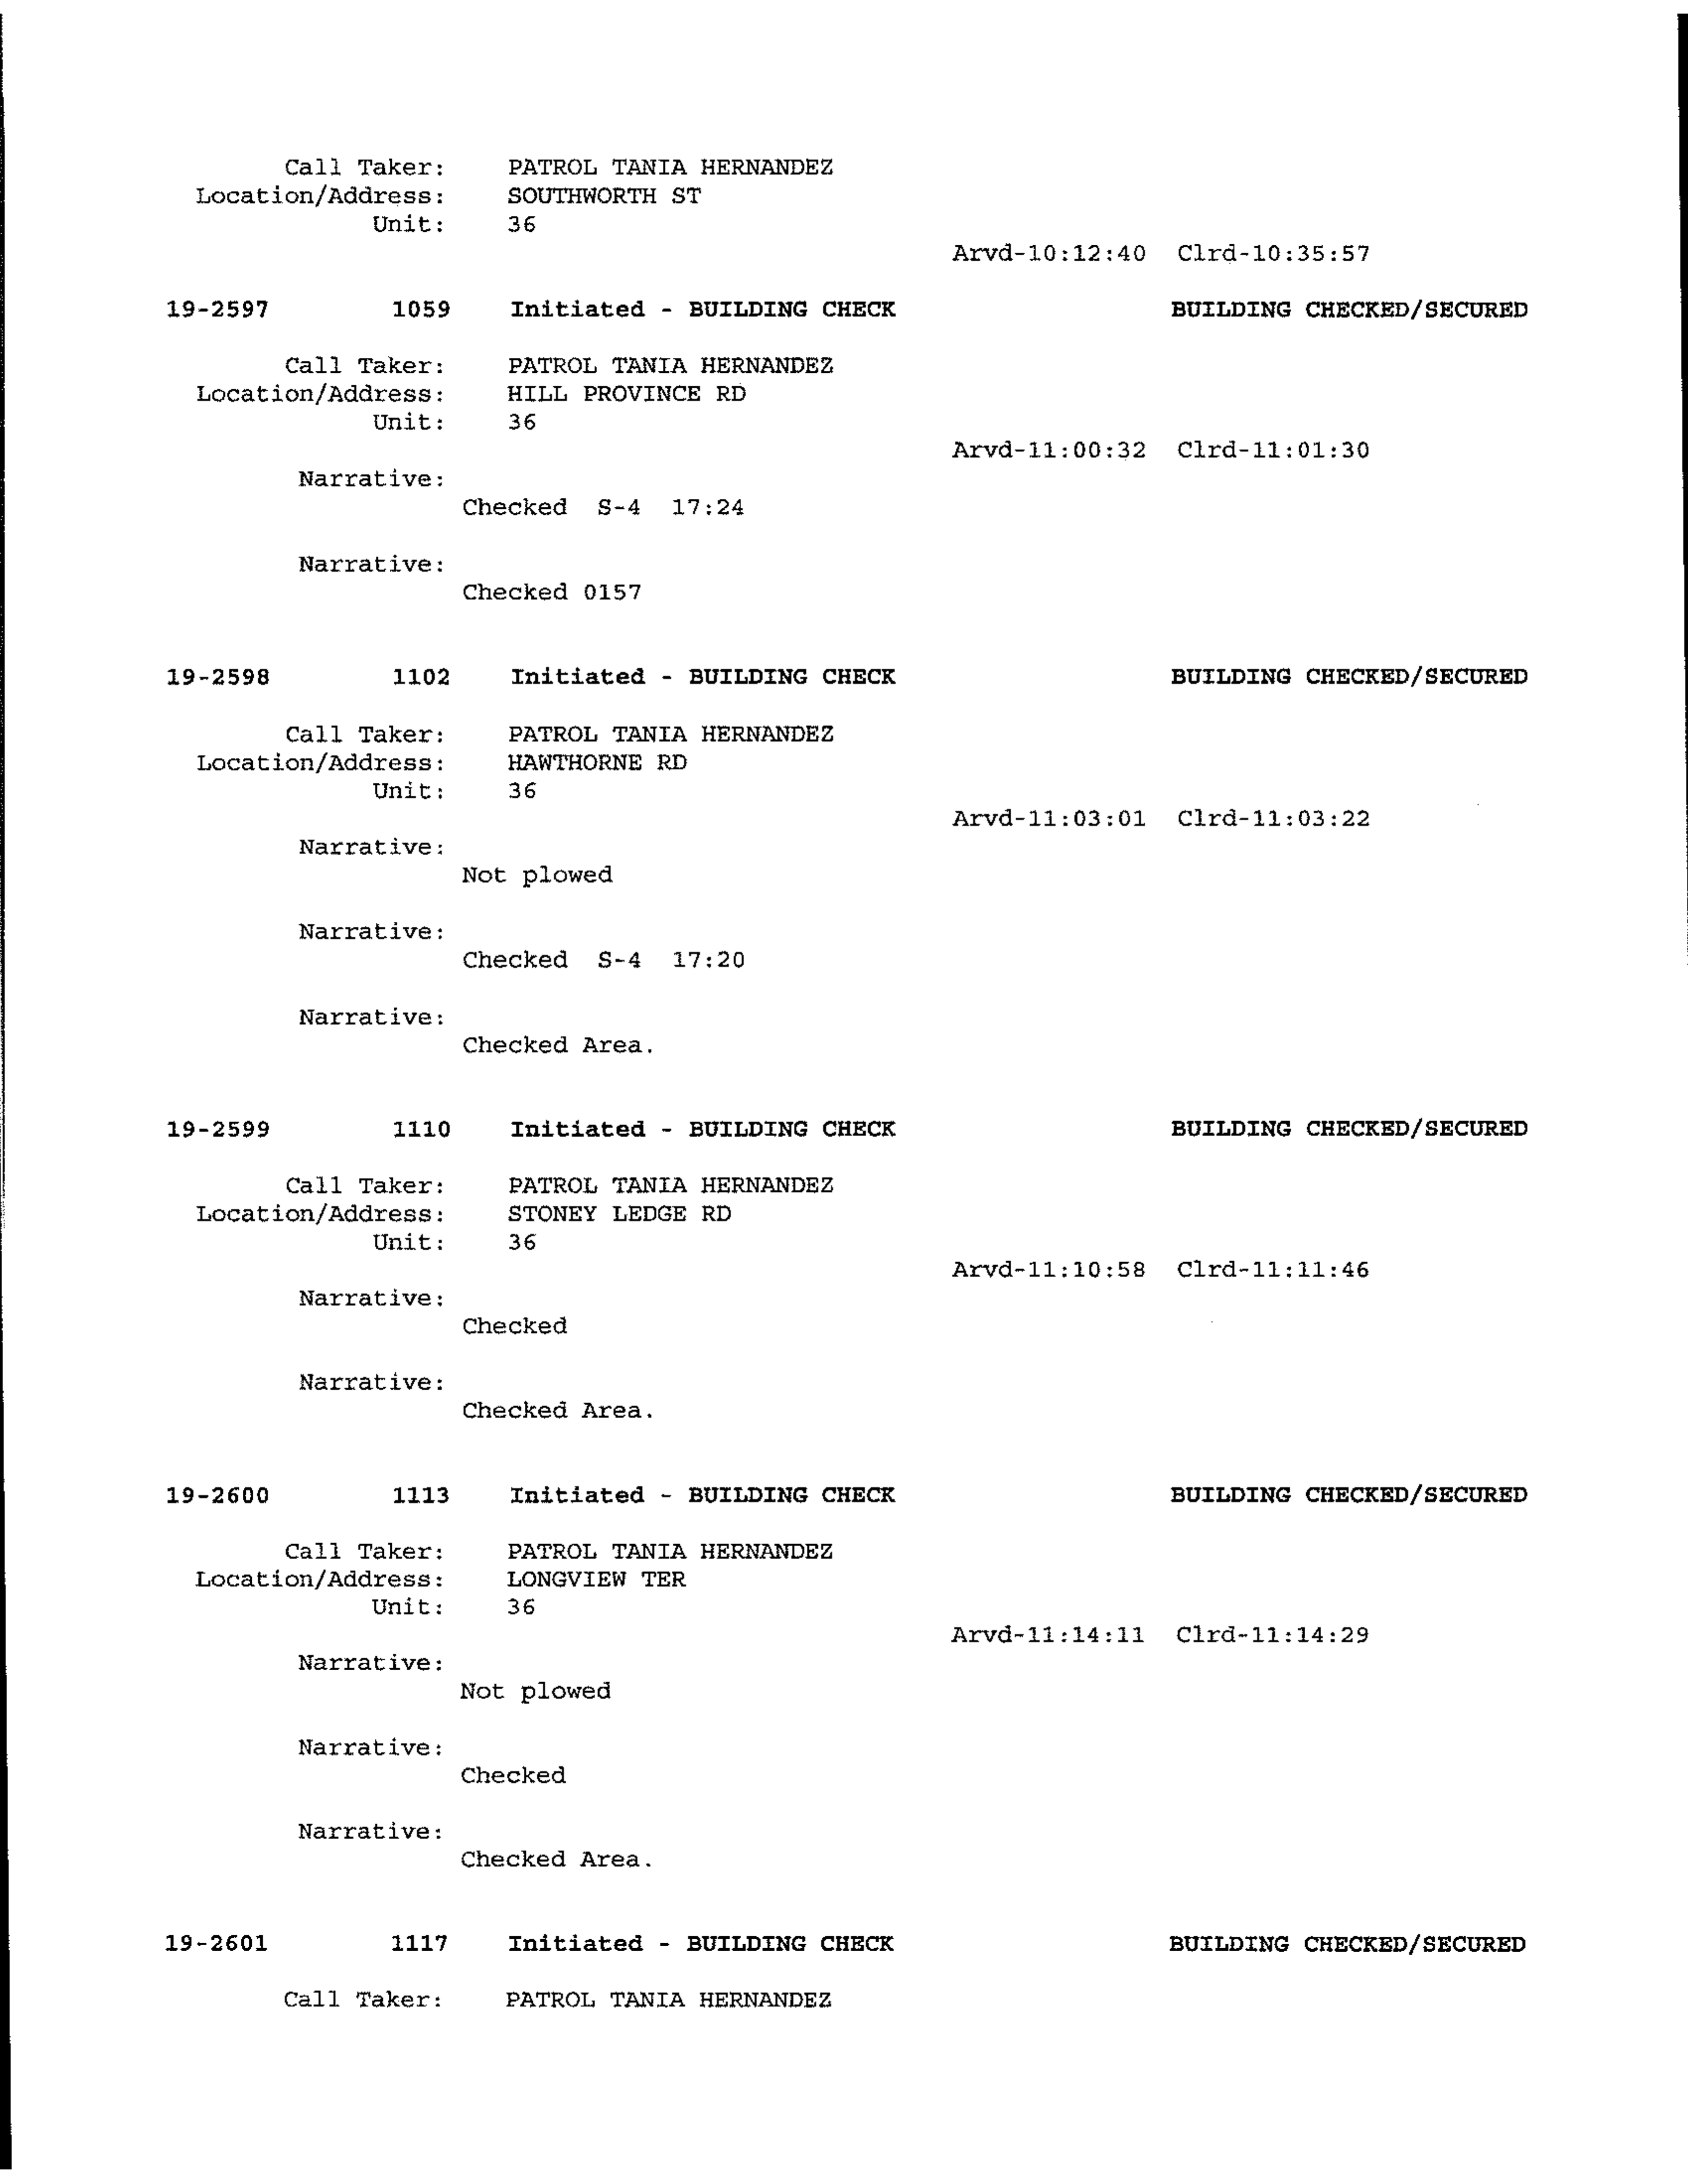 Call Taker: PATROL TANIA HERNANDEZ
Location/Address: SOUTHWORTH ST
Unit: 36
Arvd-10:12:40 Clrd-10:35:57
19-2597 1059 Initiated - BUILDING CHECK BUILDING CHECKED/SECURED
Call Taker: PATROL TANIA HERNANDEZ
Location/Address: HILL PROVINCE RD
Unit: 36
Arvd-11:00:32 Clrd-11:01:30
Narrative:
Checked S-4 17:24
Narrative:
Checked 0157
19-2598 1102 Initiated - BUILDING CHECK BUILDING CHECKED/SECURED
Call Taker: PATROL TANIA HERNANDEZ
Location/Address: HAWTHORNE RD
Unit: 36
Arvd-11:03:01 Clrd-11:03:22
Narrative:
Not plowed
Narrative:
Checked S-4 17:20
Narrative:
Checked Area.
19-2599 1110 Initiated - BUILDING CHECK BUILDING CHECKED/SECURED
Call Taker: PATROL TANIA HERNANDEZ
Location/Address: STONEY LEDGE RD
Unit: 36
Arvd-11:10:58 Clrd-11:11:46
Narrative:
Checked
Narrative:
Checked Area.
19-2600 1113 Initiated - BUILDING CHECK BUILDING CHECKED/SECURED
Call Taker: PATROL TANIA HERNANDEZ
Location/Address: LONGVIEW TER
Unit: 36
Arvd-11:14:11 Clrd-11:14:29
Narrative:
Not plowed
Narrative:
Checked
Narrative:
Checked Area.
19-2601 1117 Initiated - BUILDING CHECK BUILDING CHECKED/SECURED
Call Taker: PATROL TANIA HERNANDEZ